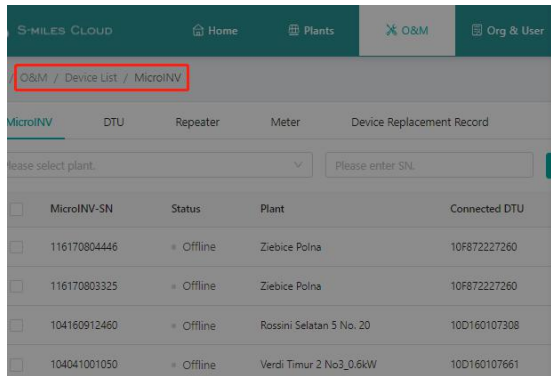 S-MILES CLOUD Home Plants O&M Org & User
/ O&M / Device List / MicroINV
MicroINV DTU Repeater Meter Device Replacement Record
Please select plant. Please enter SN.
MicroINV-SN Status Plant Connected DTU
116170804446 Offline Ziebice Polna 10F872227260
116170803325 Offline Ziebice Polna 10F872227260
104160912460 Offline Rossini Selatan 5 No. 20 10D160107308
104041001050 Offline Verdi Timur 2 No3_0.6kW 10D160107661